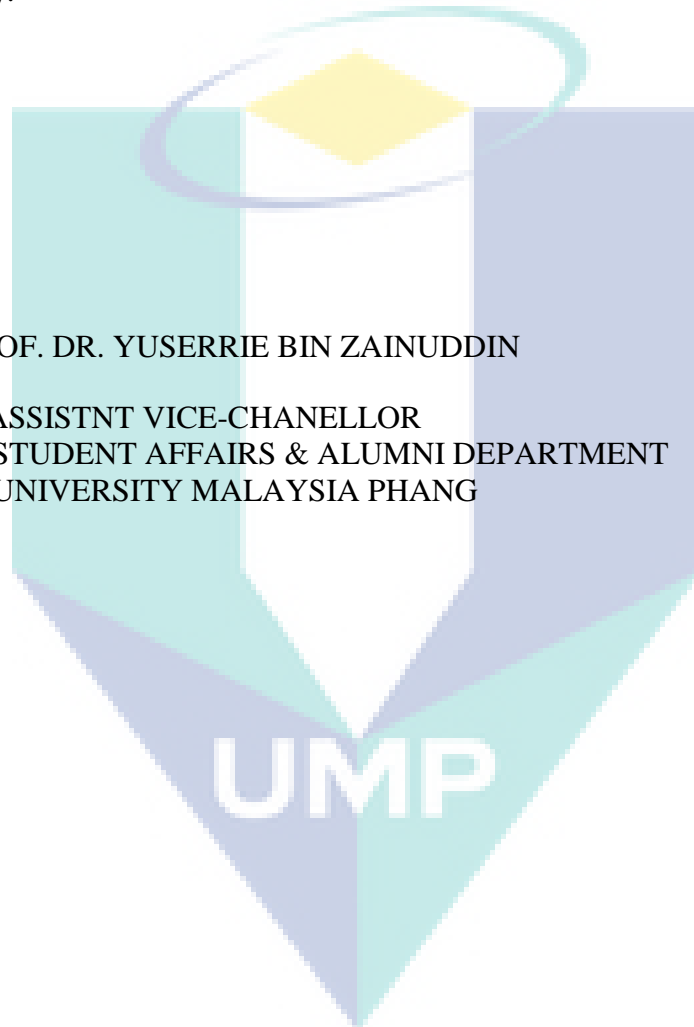 OF. DR. YUSERRIE BIN ZAINUDDIN
ASSISTNT VICE-CHANELLOR
STUDENT AFFAIRS & ALUMNI DEPARTMENT
UNIVERSITY MALAYSIA PHANG
UMP